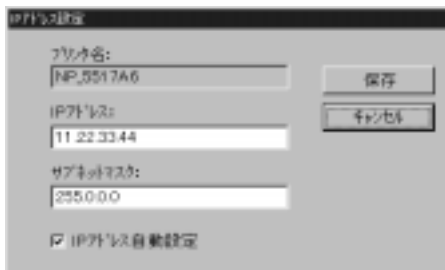 IPｱﾄﾞﾚｽ設定
ﾌﾟﾘﾝﾀ名:
NP_5517A6
保存
IPｱﾄﾞﾚｽ:
ｷｬﾝｾﾙ
11.22.33.44
ｻﾌﾞﾈｯﾄﾏｽｸ:
255.0.0.0
IPｱﾄﾞﾚｽ自動設定